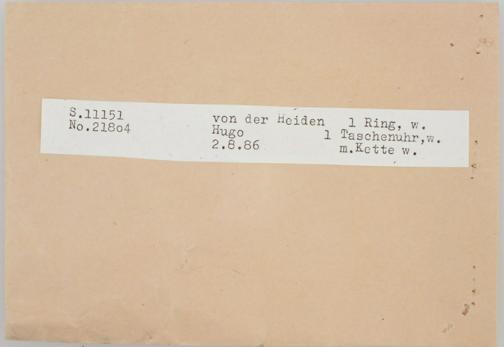 S.11151 von der Heiden 1 Ring, w.
No.21804 Hugo 1 Taschenuhr,w.
2.8.86 m.Kette w.